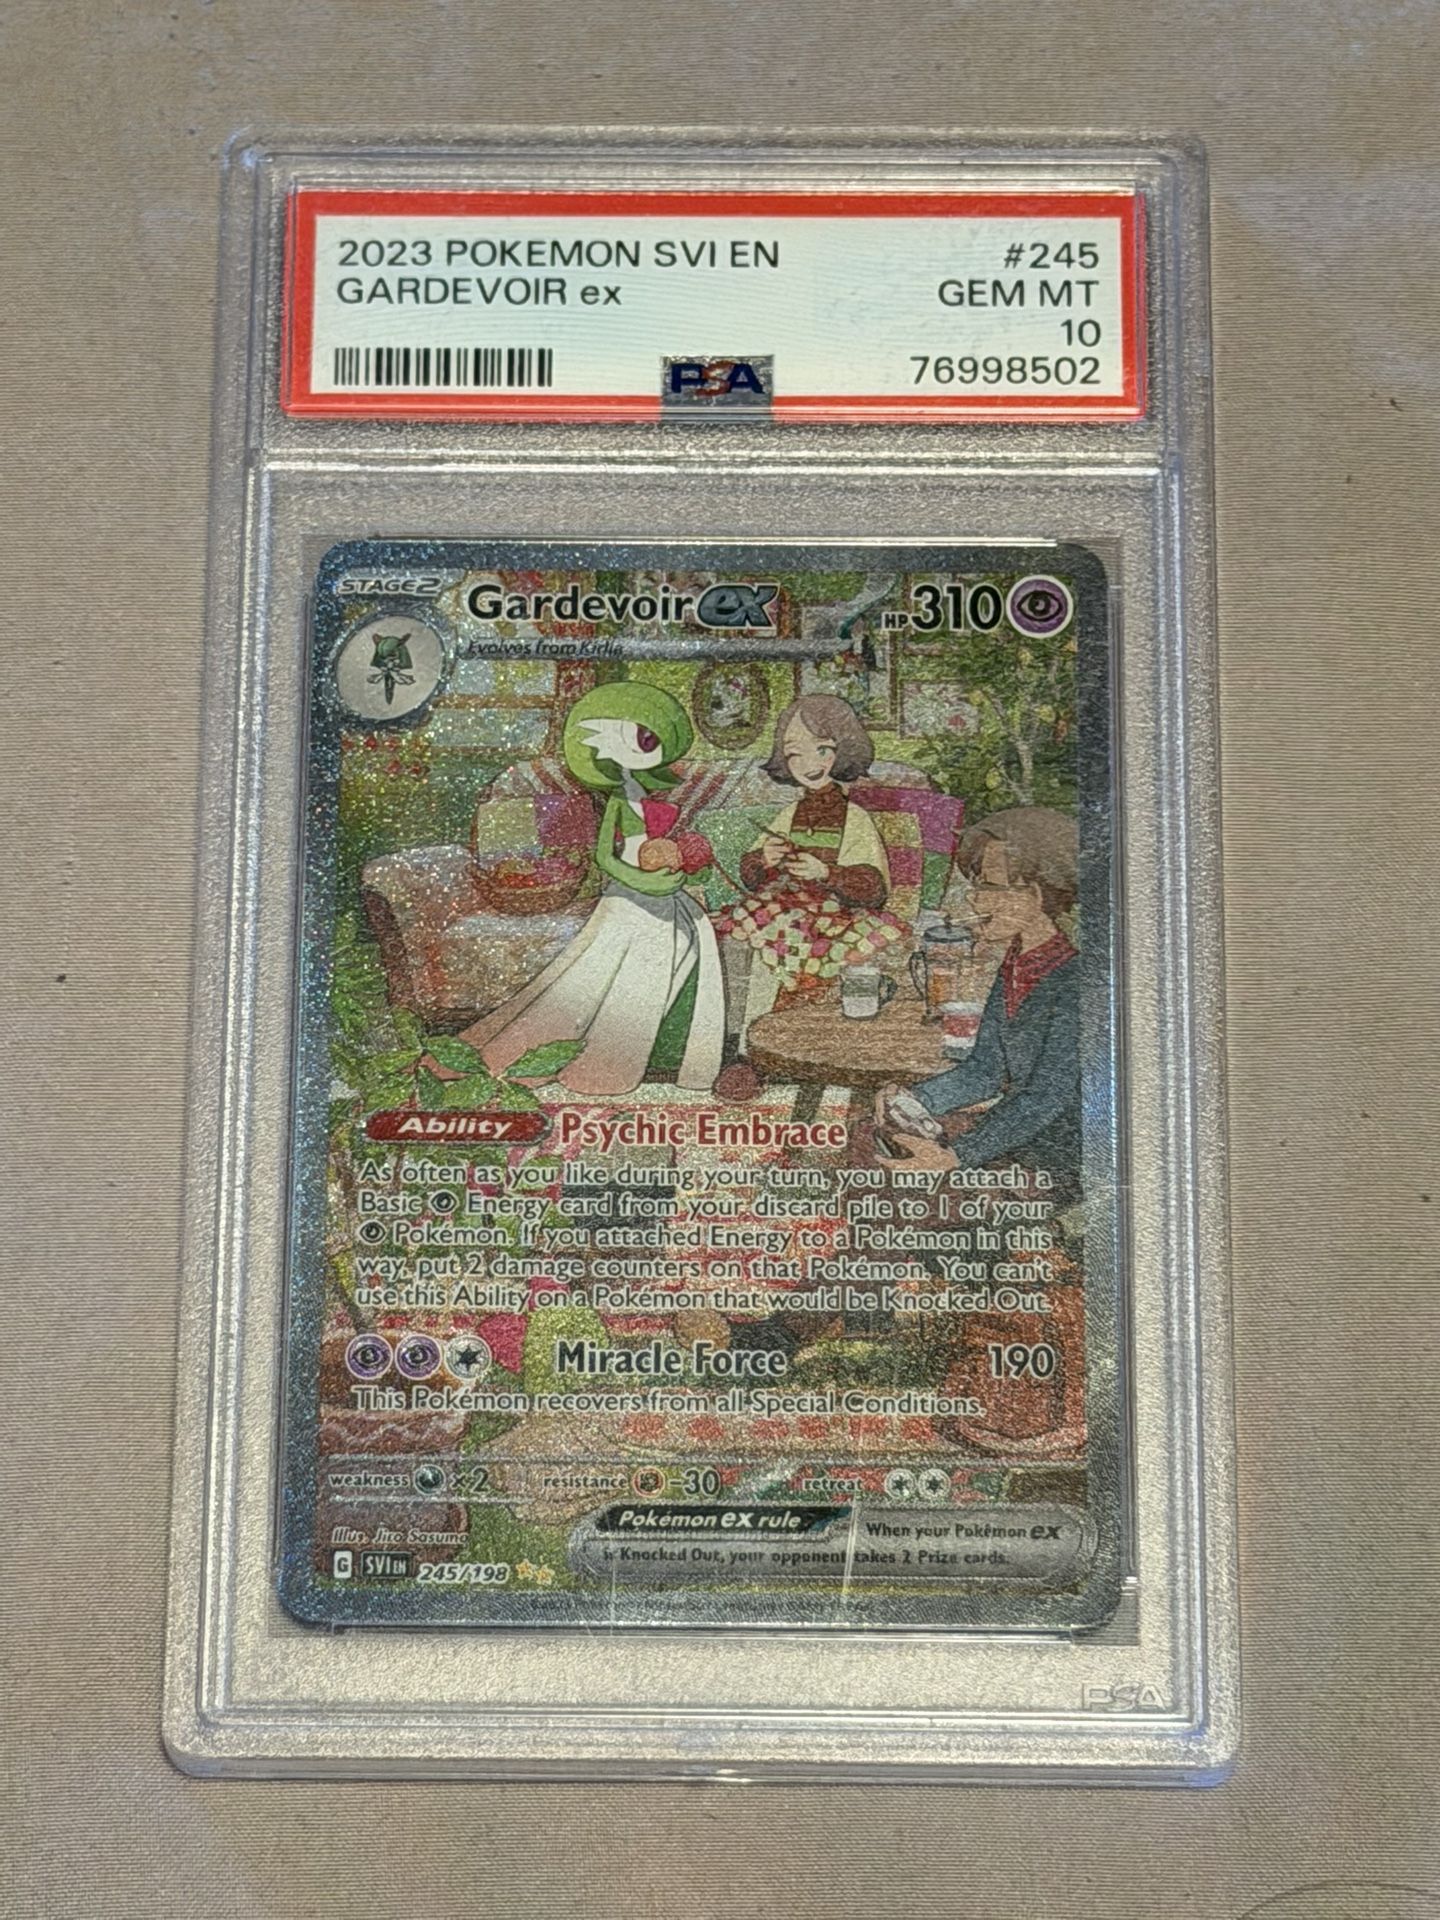 2023 POKEMON SVI EN #245
GARDEVOIR ex GEM MT
10
PSA 76998502
STAGE2 Gardevoir ex HP310
Evolves from Kirlia
Ability Psychic Embrace
As often as you like during your turn, you may attach a
Basic Energy card from your discard pile to 1 of your
Pokémon. If you attached Energy to a Pokémon in this
way, put 2 damage counters on that Pokémon. You can't
use this Ability on a Pokémon that would be Knocked Out.
Miracle Force 190
This Pokémon recovers from all Special Conditions.
weakness ×2 resistance -30 retreat
Pokémon ex rule When your Pokémon ex
is Knocked Out, your opponent takes 2 Prize cards.
Illus. Jiro Sasumo
G SVI EN 245/198
PSA